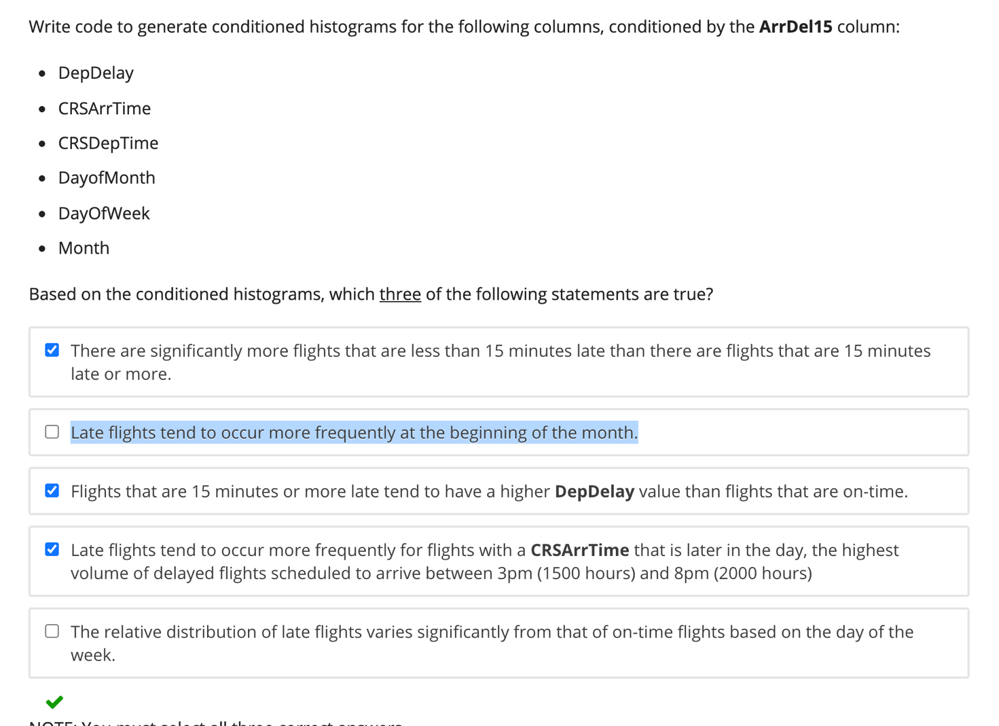 Write code to generate conditioned histograms for the following columns, conditioned by the ArrDel15 column:
DepDelay
CRSArrTime
CRSDepTime
DayofMonth
DayOfWeek
Month
Based on the conditioned histograms, which three of the following statements are true?
There are significantly more flights that are less than 15 minutes late than there are flights that are 15 minutes
late or more.
Late flights tend to occur more frequently at the beginning of the month.
Flights that are 15 minutes or more late tend to have a higher DepDelay value than flights that are on-time.
Late flights tend to occur more frequently for flights with a CRSArrTime that is later in the day, the highest
volume of delayed flights scheduled to arrive between 3pm (1500 hours) and 8pm (2000 hours)
The relative distribution of late flights varies significantly from that of on-time flights based on the day of the
week.
NOTE: You must select all three correct answers